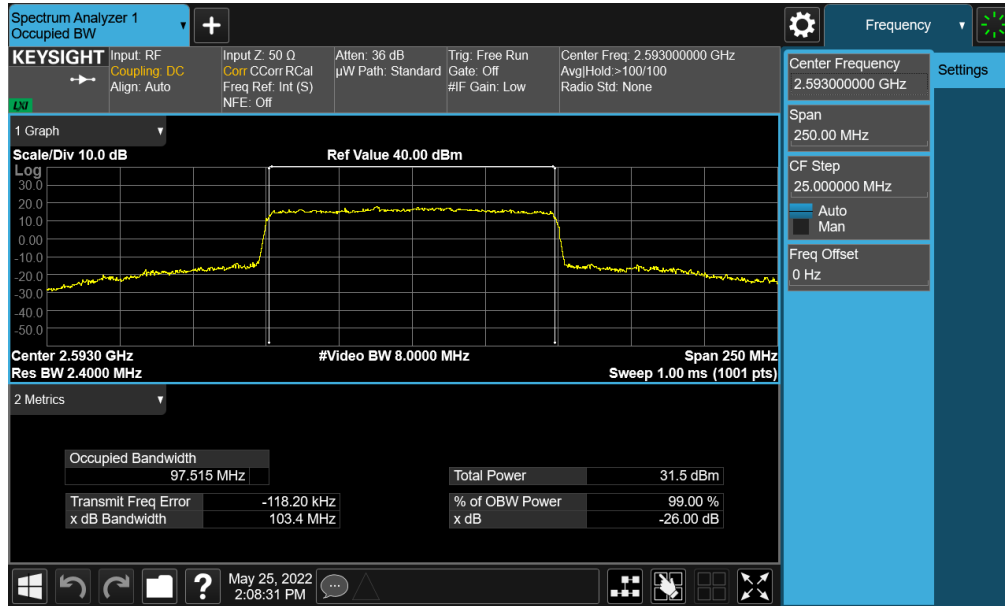 Spectrum Analyzer 1
Occupied BW
+
Frequency
KEYSIGHT
Input: RF
Coupling: DC
Align: Auto
Input Z: 50 Ω
Corr CCorr RCal
Freq Ref: Int (S)
NFE: Off
Atten: 36 dB
µW Path: Standard
Trig: Free Run
Gate: Off
#IF Gain: Low
Center Freq: 2.593000000 GHz
Avg|Hold:>100/100
Radio Std: None
LXI
Center Frequency
2.593000000 GHz
Settings
Span
250.00 MHz
CF Step
25.000000 MHz
Auto
Man
Freq Offset
0 Hz
1 Graph
Scale/Div 10.0 dB
Ref Value 40.00 dBm
Log
30.0
20.0
10.0
0.00
-10.0
-20.0
-30.0
-40.0
-50.0
Center 2.5930 GHz
#Video BW 8.0000 MHz
Span 250 MHz
Res BW 2.4000 MHz
Sweep 1.00 ms (1001 pts)
2 Metrics
Occupied Bandwidth
97.515 MHz
Total Power 31.5 dBm
Transmit Freq Error -118.20 kHz
% of OBW Power 99.00 %
x dB Bandwidth 103.4 MHz
x dB -26.00 dB
?
May 25, 2022
2:08:31 PM